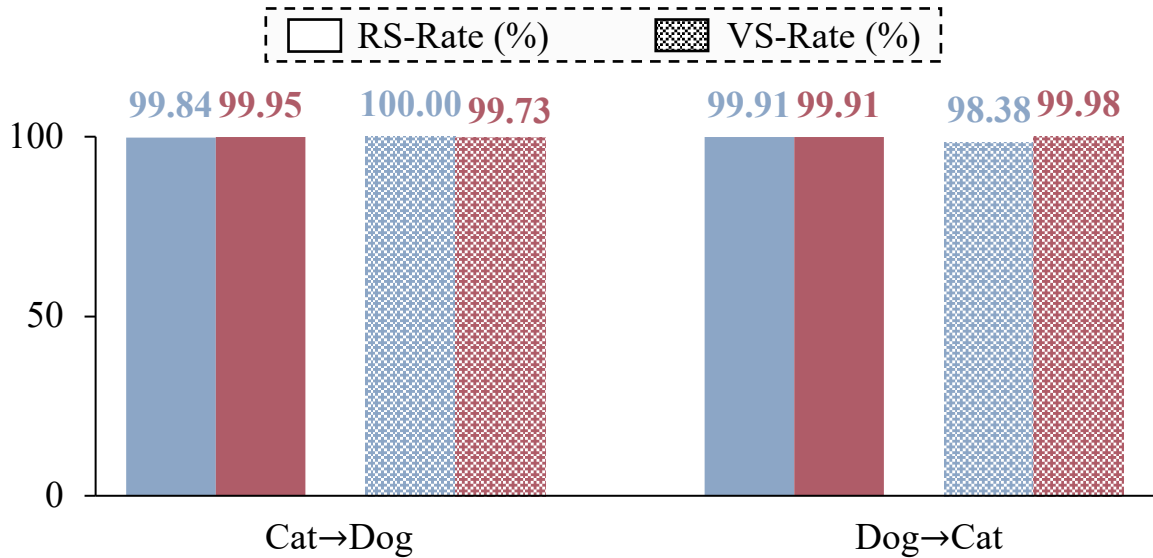 RS-Rate (%) VS-Rate (%)
99.84 99.95 100.00 99.73 99.91 99.91 98.38 99.98
100
50
0
Cat→Dog Dog→Cat